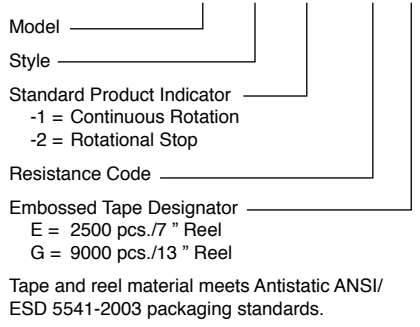 Model
Style
Standard Product Indicator
-1 = Continuous Rotation
-2 = Rotational Stop
Resistance Code
Embossed Tape Designator
E = 2500 pcs./7 ” Reel
G = 9000 pcs./13 ” Reel
Tape and reel material meets Antistatic ANSI/
ESD 5541-2003 packaging standards.